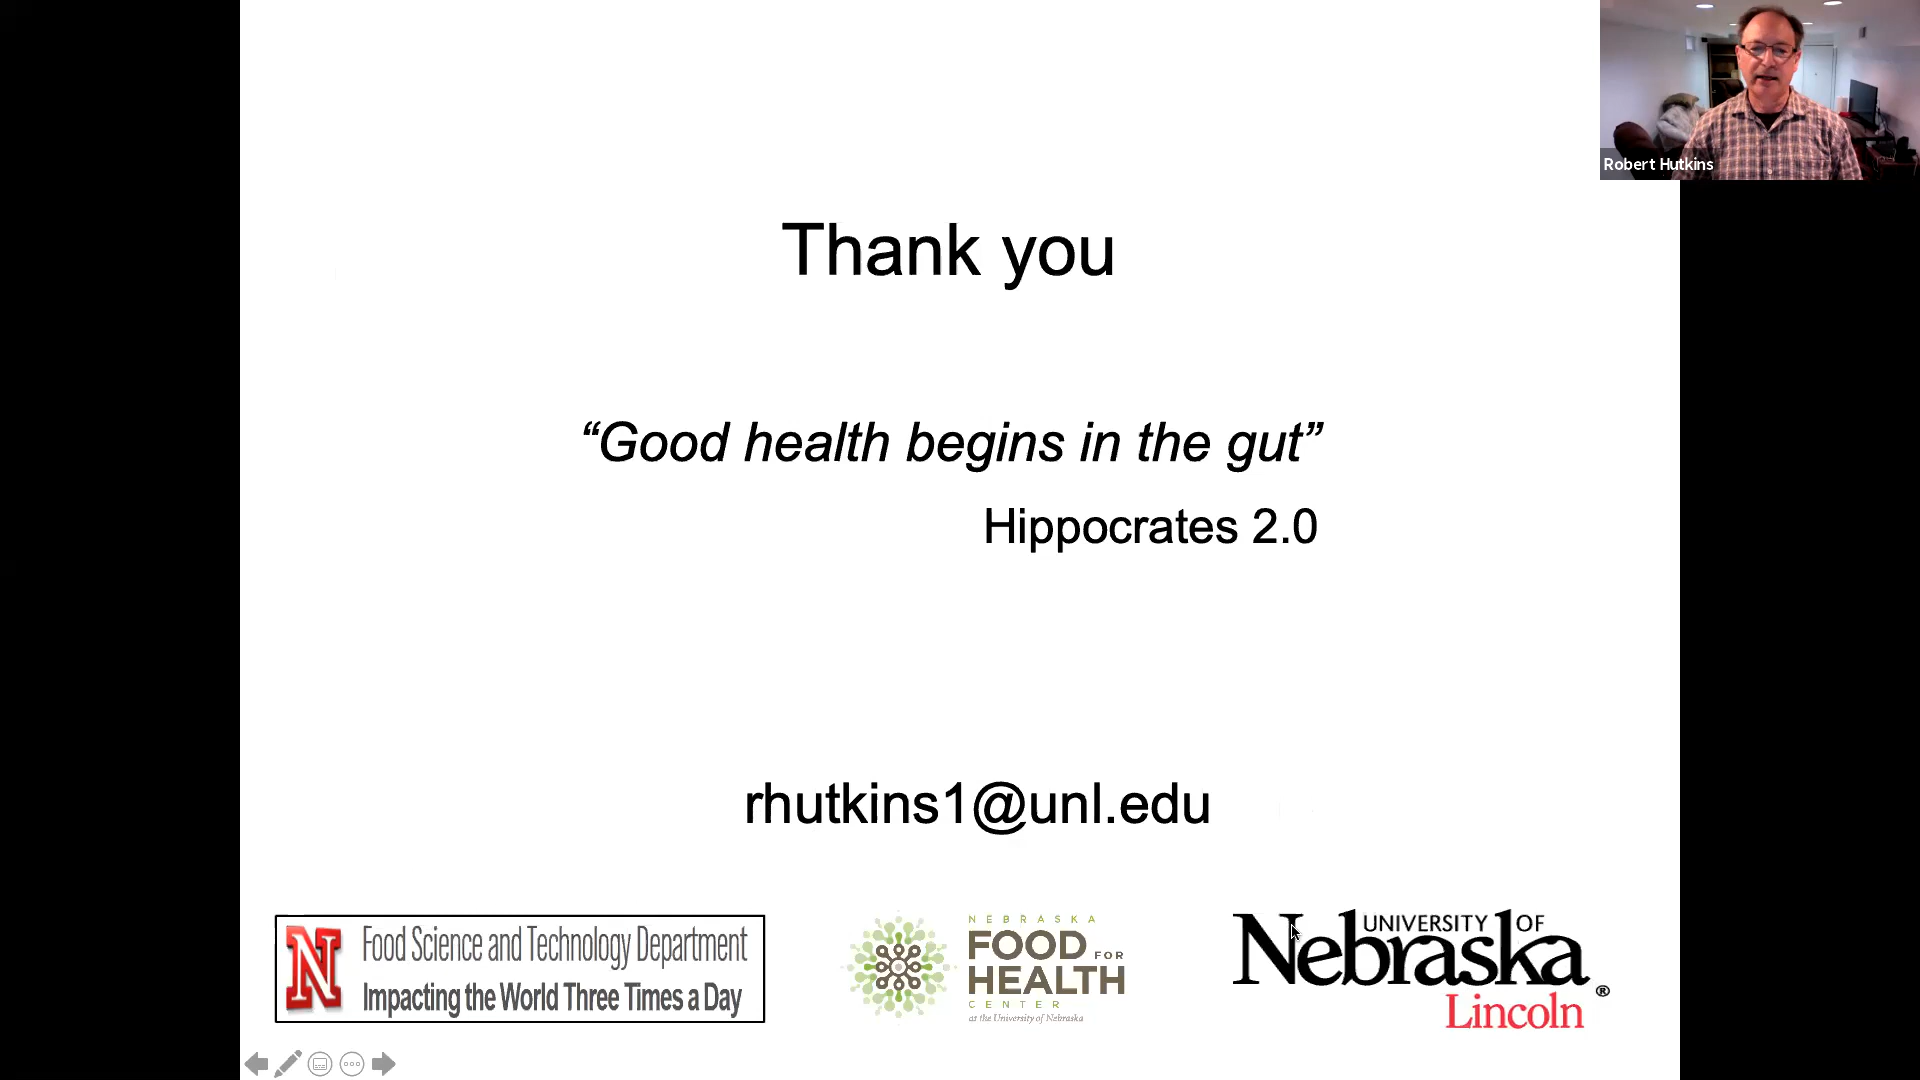 Robert Hutkins
Thank you
“Good health begins in the gut”
Hippocrates 2.0
rhutkins1@unl.edu
N
Food Science and Technology Department
Impacting the World Three Times a Day
NEBRASKA
FOOD FOR
HEALTH
CENTER
at the University of Nebraska
UNIVERSITY OF
Nebraska
Lincoln®